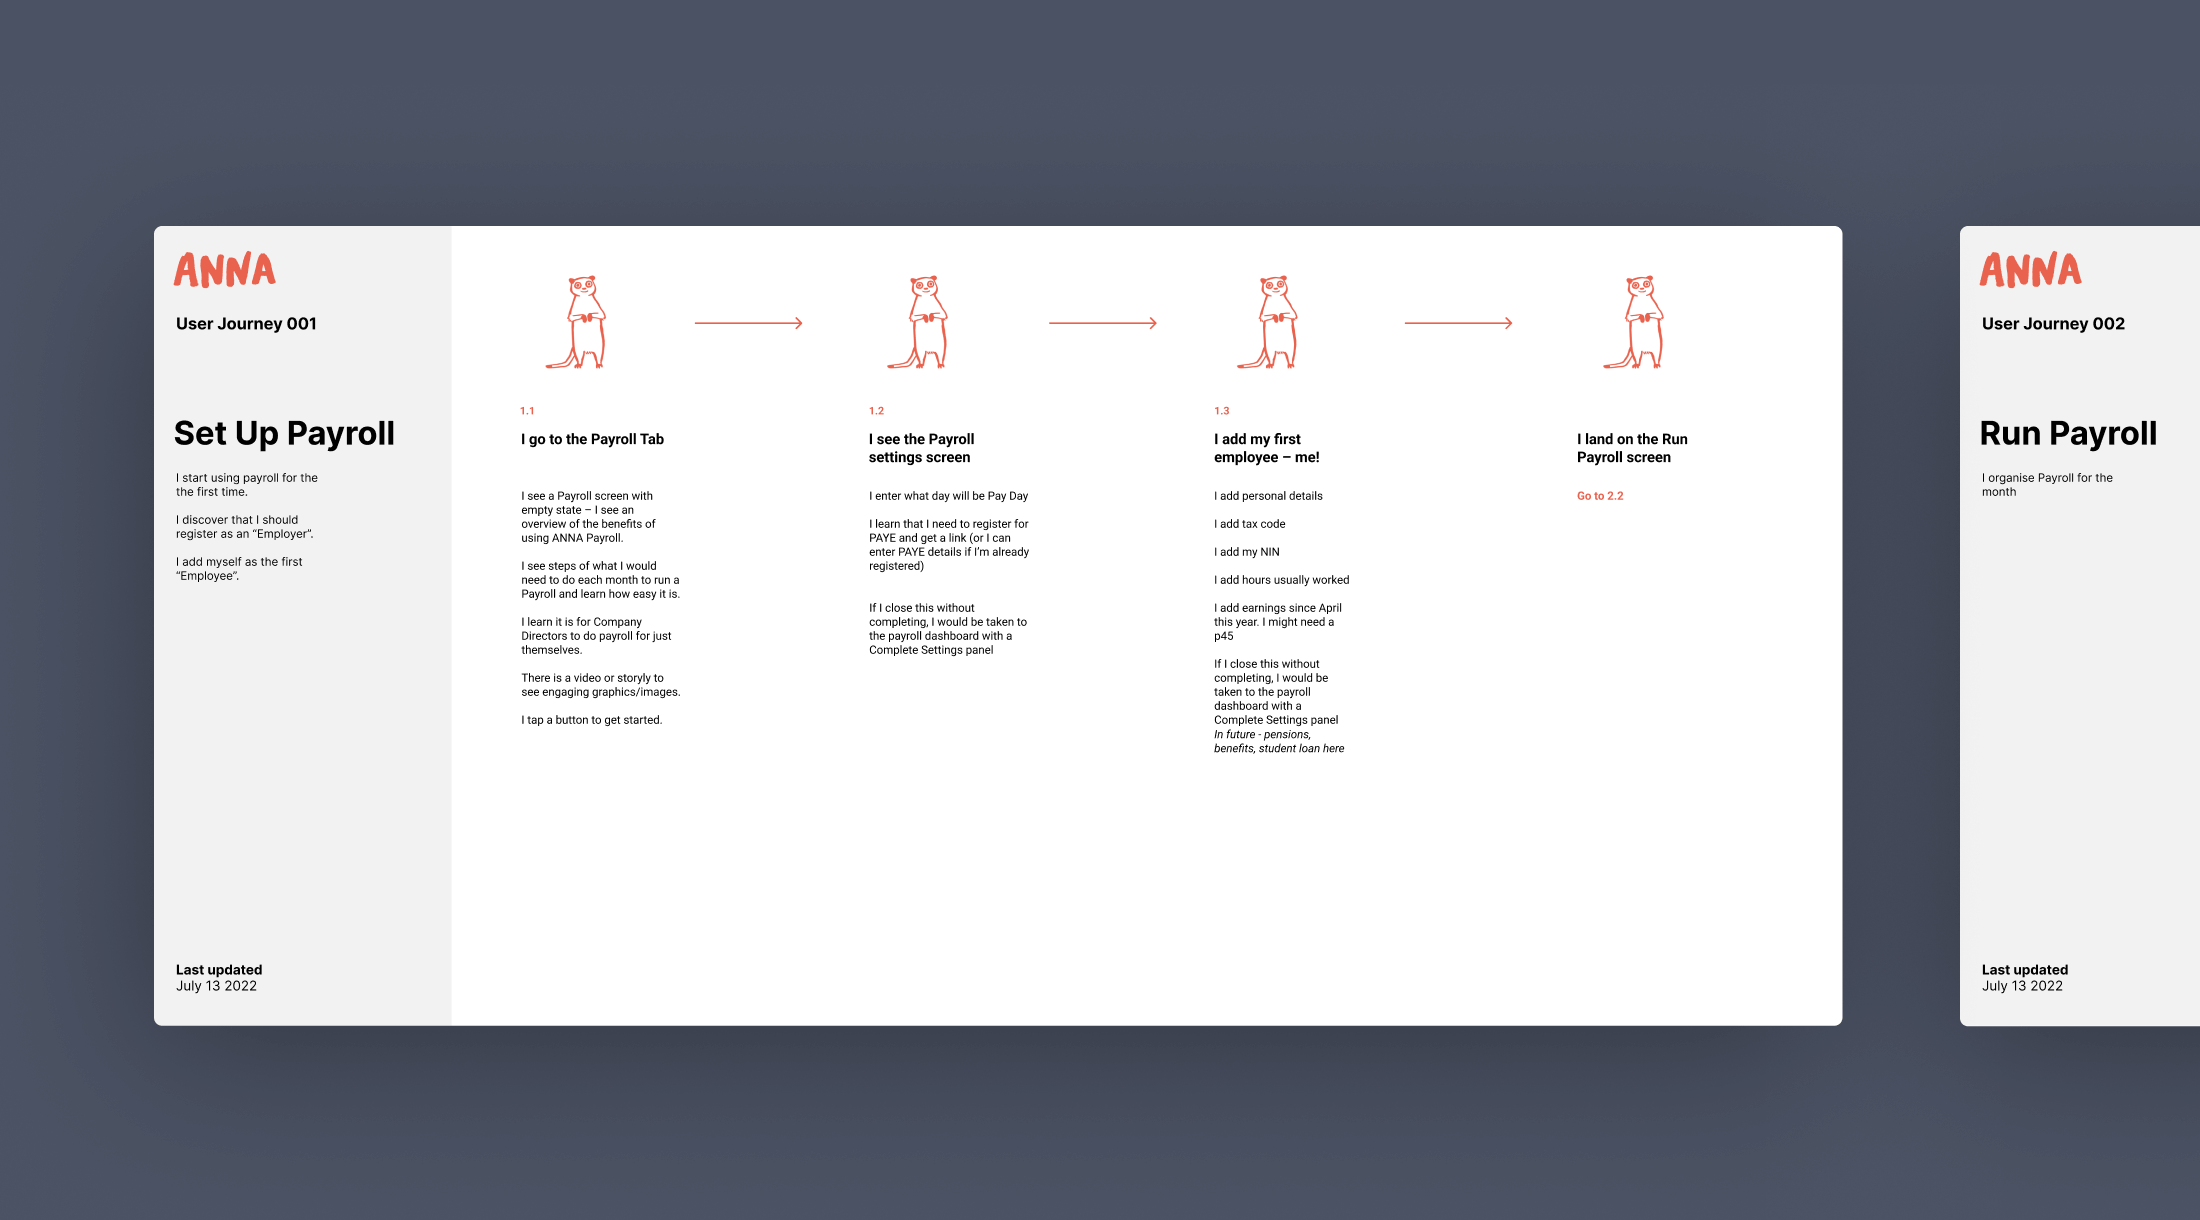 ANNA
User Journey 001
Set Up Payroll
I start using payroll for the
the first time.
I discover that I should
register as an “Employer”.
I add myself as the first
“Employee”.
Last updated
July 13 2022
1.1
I go to the Payroll Tab
I see a Payroll screen with
empty state – I see an
overview of the benefits of
using ANNA Payroll.
I see steps of what I would
need to do each month to run a
Payroll and learn how easy it is.
I learn it is for Company
Directors to do payroll for just
themselves.
There is a video or storyly to
see engaging graphics/images.
I tap a button to get started.
1.2
I see the Payroll
settings screen
I enter what day will be Pay Day
I learn that I need to register for
PAYE and get a link (or I can
enter PAYE details if I’m already
registered)
If I close this without
completing, I would be taken to
the payroll dashboard with a
Complete Settings panel
1.3
I add my first
employee – me!
I add personal details
I add tax code
I add my NIN
I add hours usually worked
I add earnings since April
this year. I might need a
p45
If I close this without
completing, I would be
taken to the payroll
dashboard with a
Complete Settings panel
In future - pensions,
benefits, student loan here
I land on the Run
Payroll screen
Go to 2.2
ANNA
User Journey 002
Run Payroll
I organise Payroll for the
month
Last updated
July 13 2022